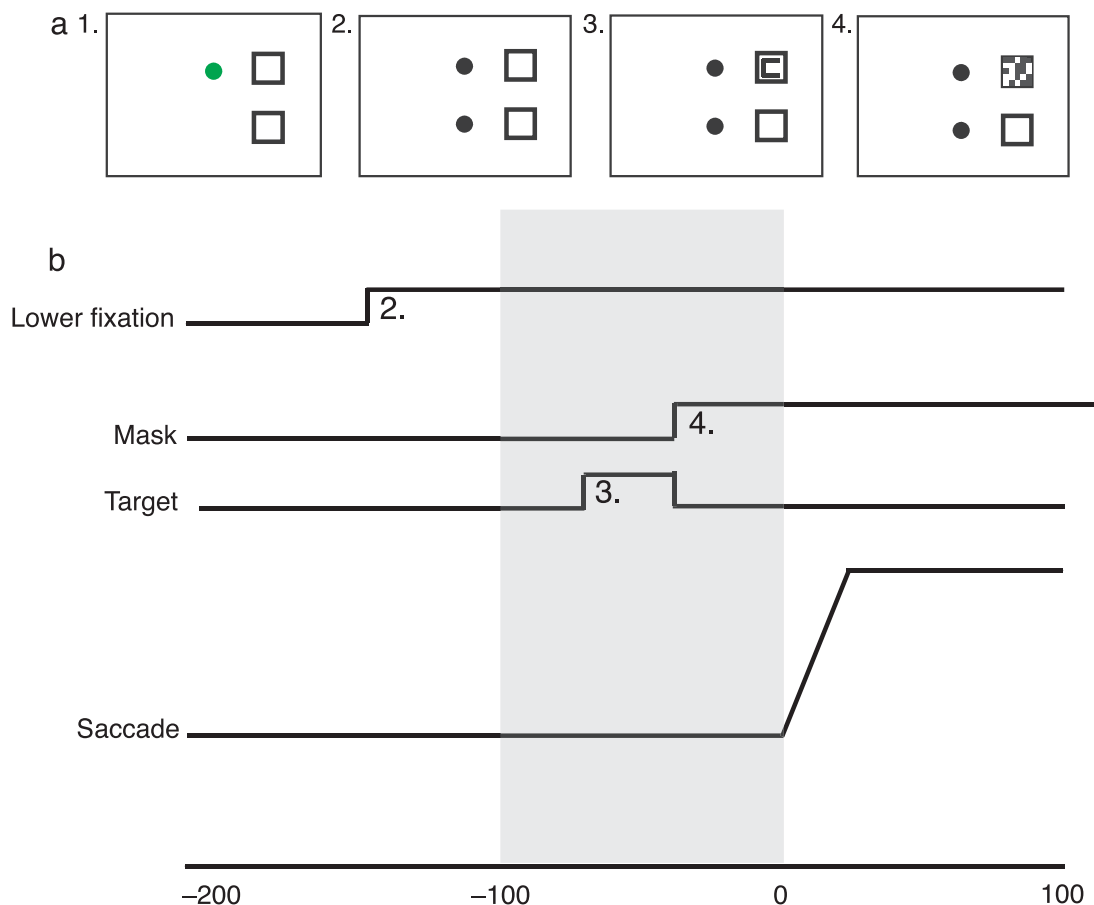 a 1. 2. 3. 4.
b
2.
Lower fixation
4.
Mask
3.
Target
Saccade
–200 –100 0 100